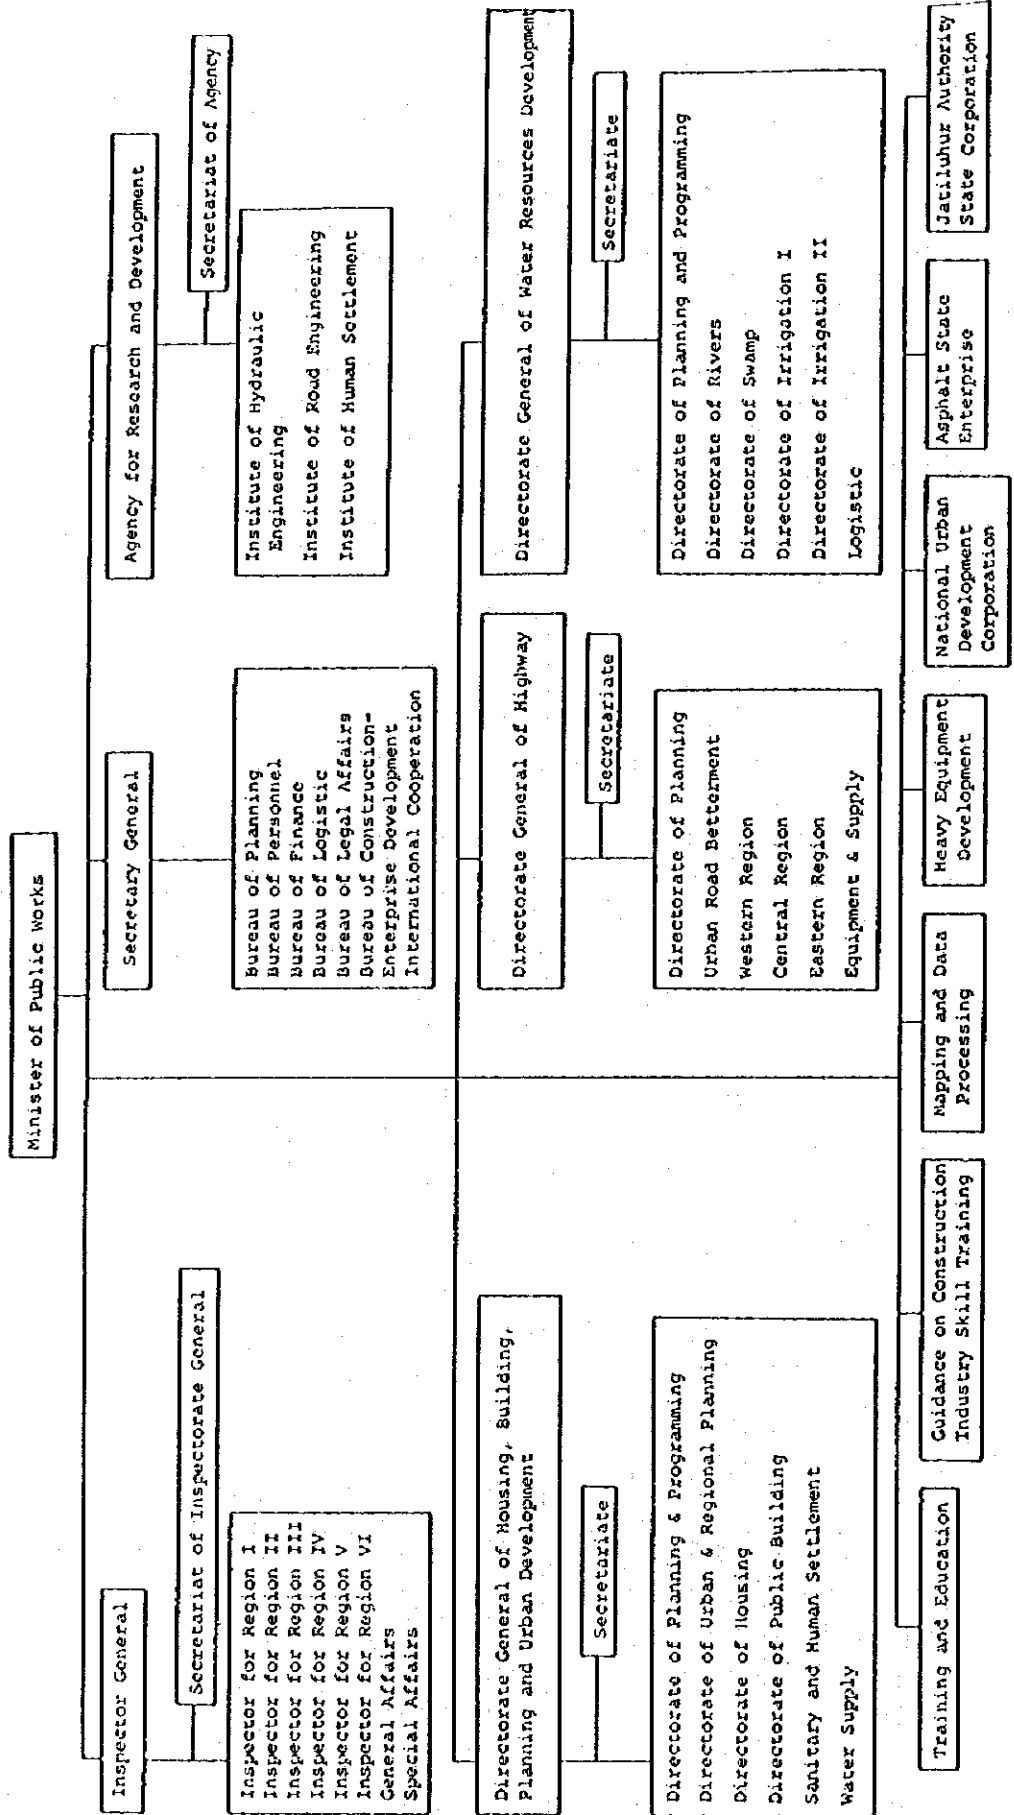 Minister of Public Works
Inspector General
Secretary General
Agency for Research and Development
Secretariat of Inspectorate General
Secretariat of Agency
Inspector for Region I
Inspector for Region II
Inspector for Region III
Inspector for Region IV
Inspector for Region V
Inspector for Region VI
General Affairs
Special Affairs
Bureau of Planning
Bureau of Personnel
Bureau of Finance
Bureau of Logistic
Bureau of Legal Affairs
Bureau of Construction-
Enterprise Development
International Cooperation
Institute of Hydraulic
Engineering
Institute of Road Engineering
Institute of Human Settlement
Directorate General of Housing, Building,
Planning and Urban Development
Directorate General of Highway
Directorate General of Water Resources Development
Secretariate
Secretariate
Secretariate
Directorate of Planning & Programming
Directorate of Urban & Regional Planning
Directorate of Housing
Directorate of Public Building
Sanitary and Human Settlement
Water Supply
Directorate of Planning
Urban Road Betterment
Western Region
Central Region
Eastern Region
Equipment & Supply
Directorate of Planning and Programming
Directorate of Rivers
Directorate of Swamp
Directorate of Irrigation I
Directorate of Irrigation II
Logistic
Training and Education
Guidance on Construction
Industry Skill Training
Mapping and Data
Processing
Heavy Equipment
Development
National Urban
Development
Corporation
Asphalt State
Enterprise
Jatiluhur Authority
State Corporation